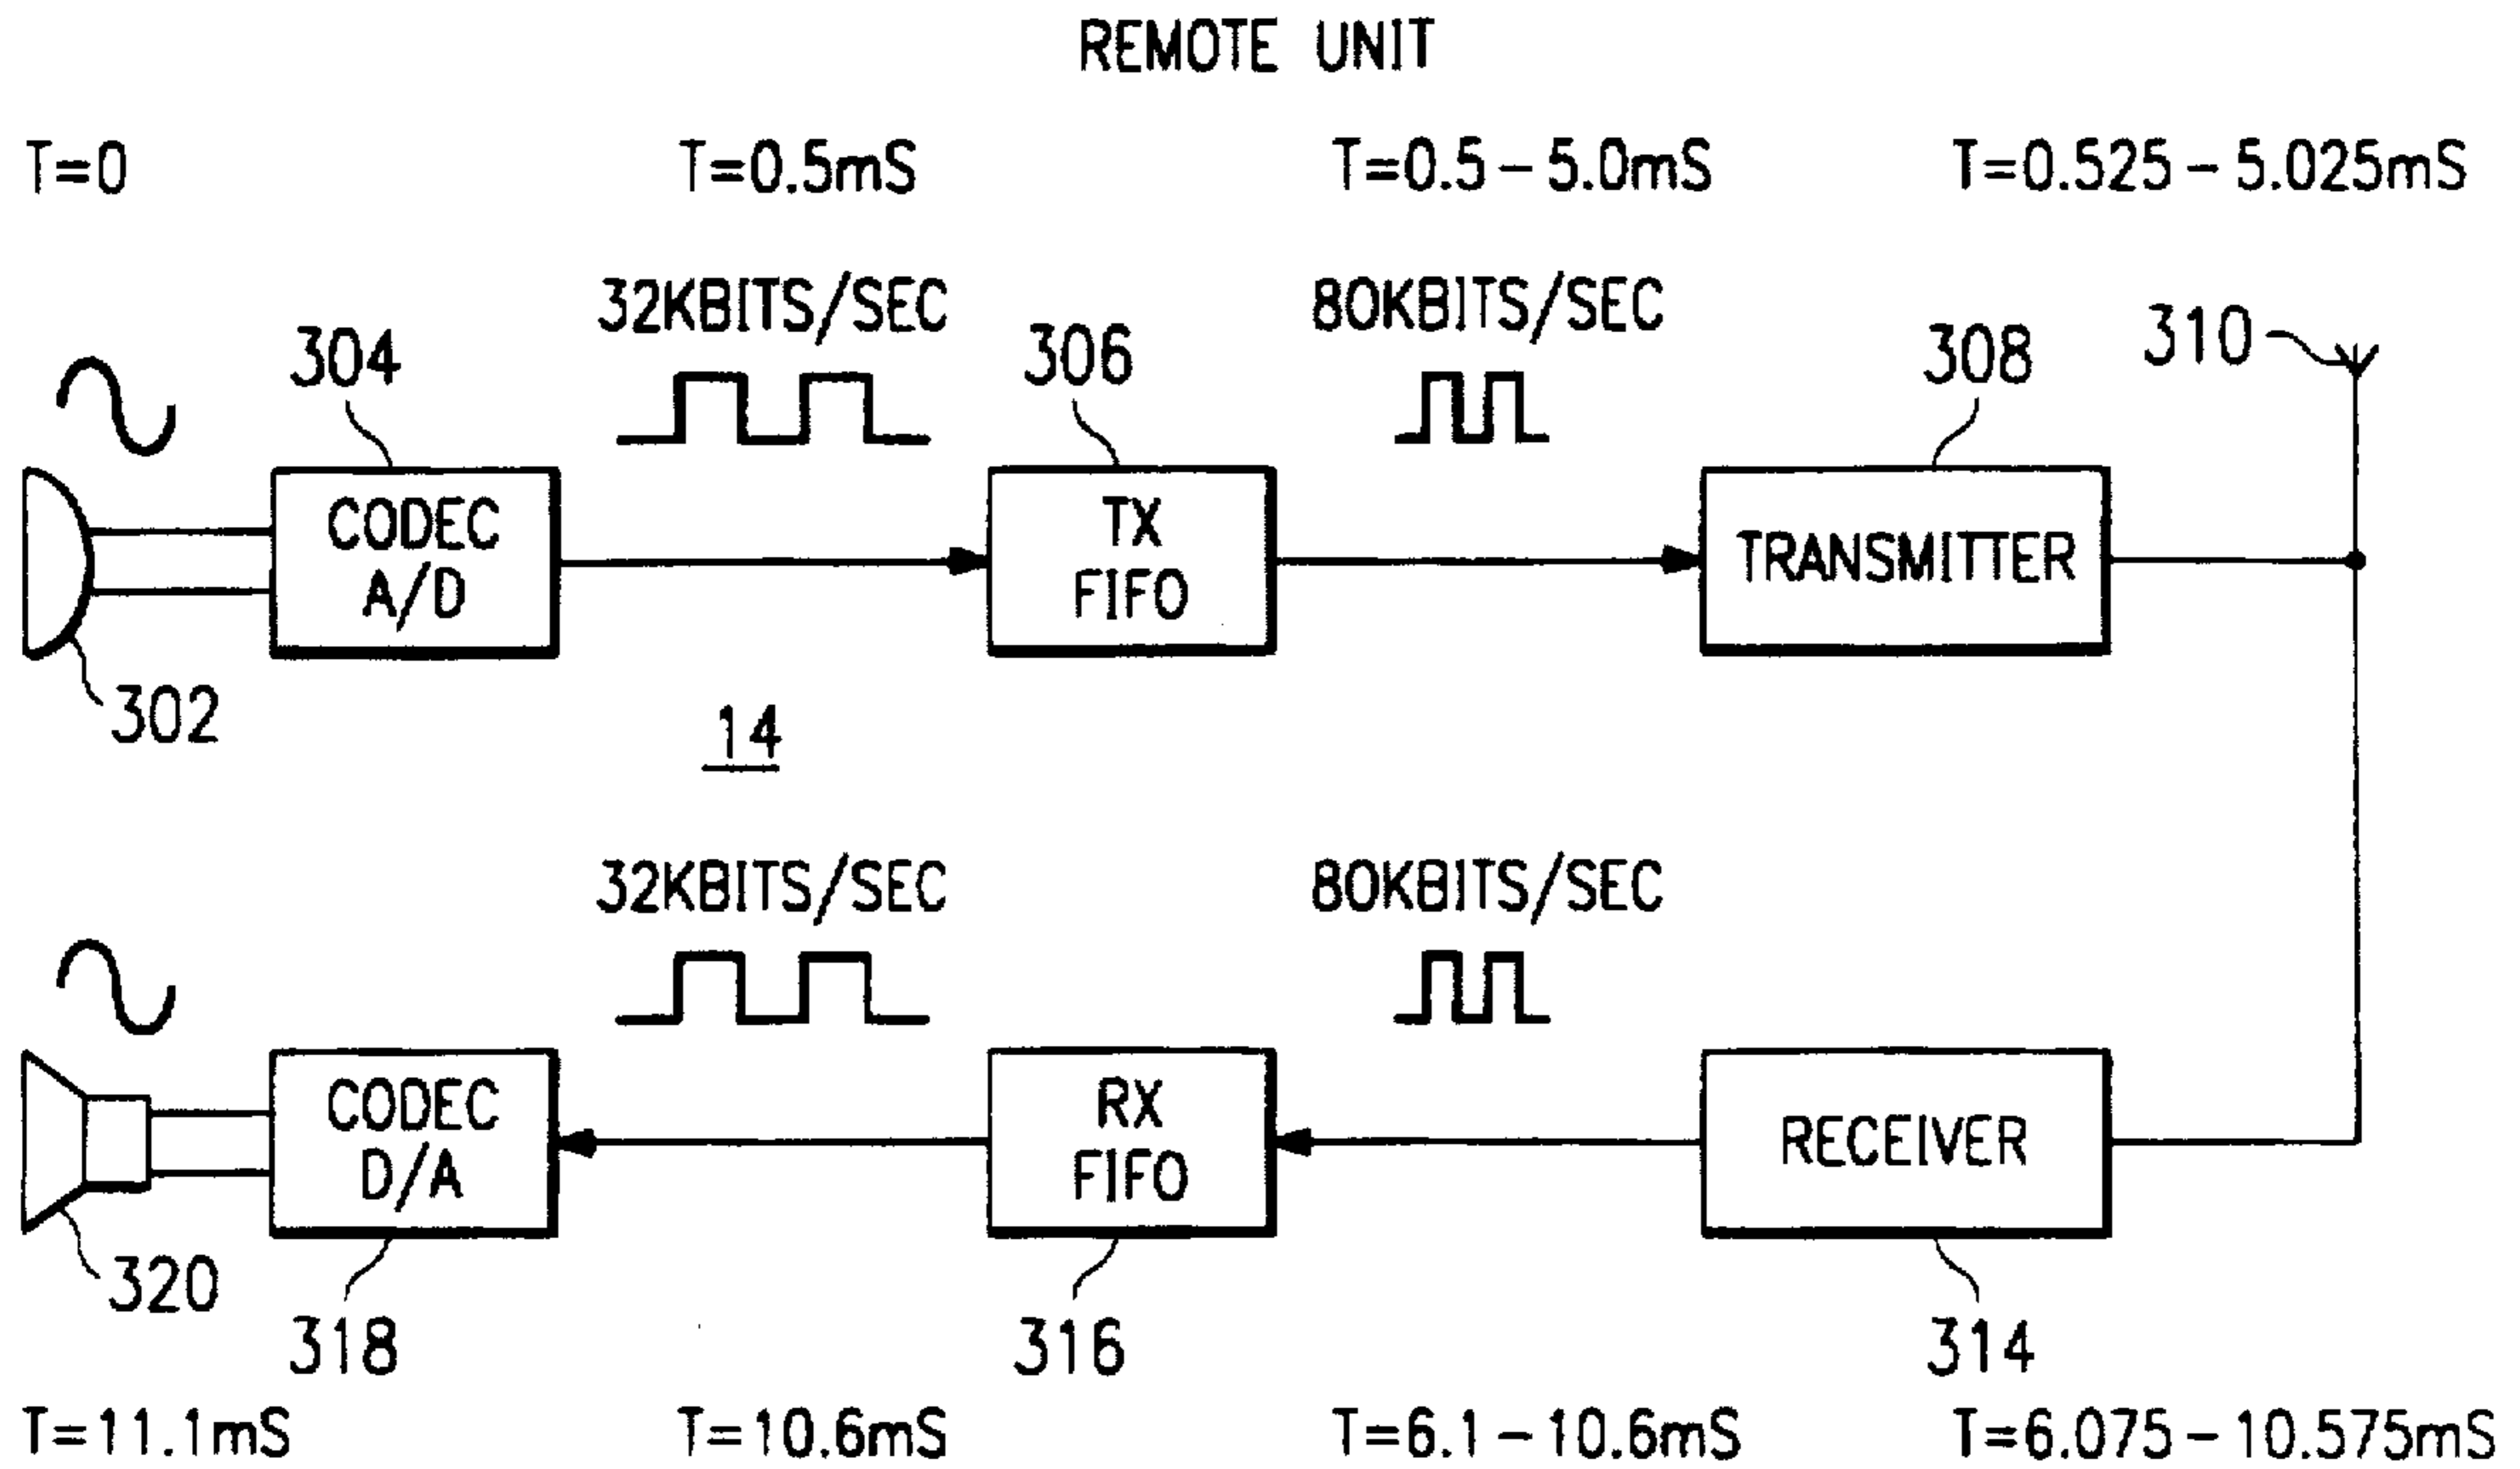 REMOTE UNIT
T=0 T=0.5mS T=0.5-5.0mS T=0.525-5.025mS
32KBITS/SEC 80KBITS/SEC
304 306 308 310
CODEC A/D
TX FIFO
TRANSMITTER
302
14
32KBITS/SEC 80KBITS/SEC
CODEC D/A
RX FIFO
RECEIVER
320
318 316 314
T=11.1mS T=10.6mS T=6.1-10.6mS T=6.075-10.575mS